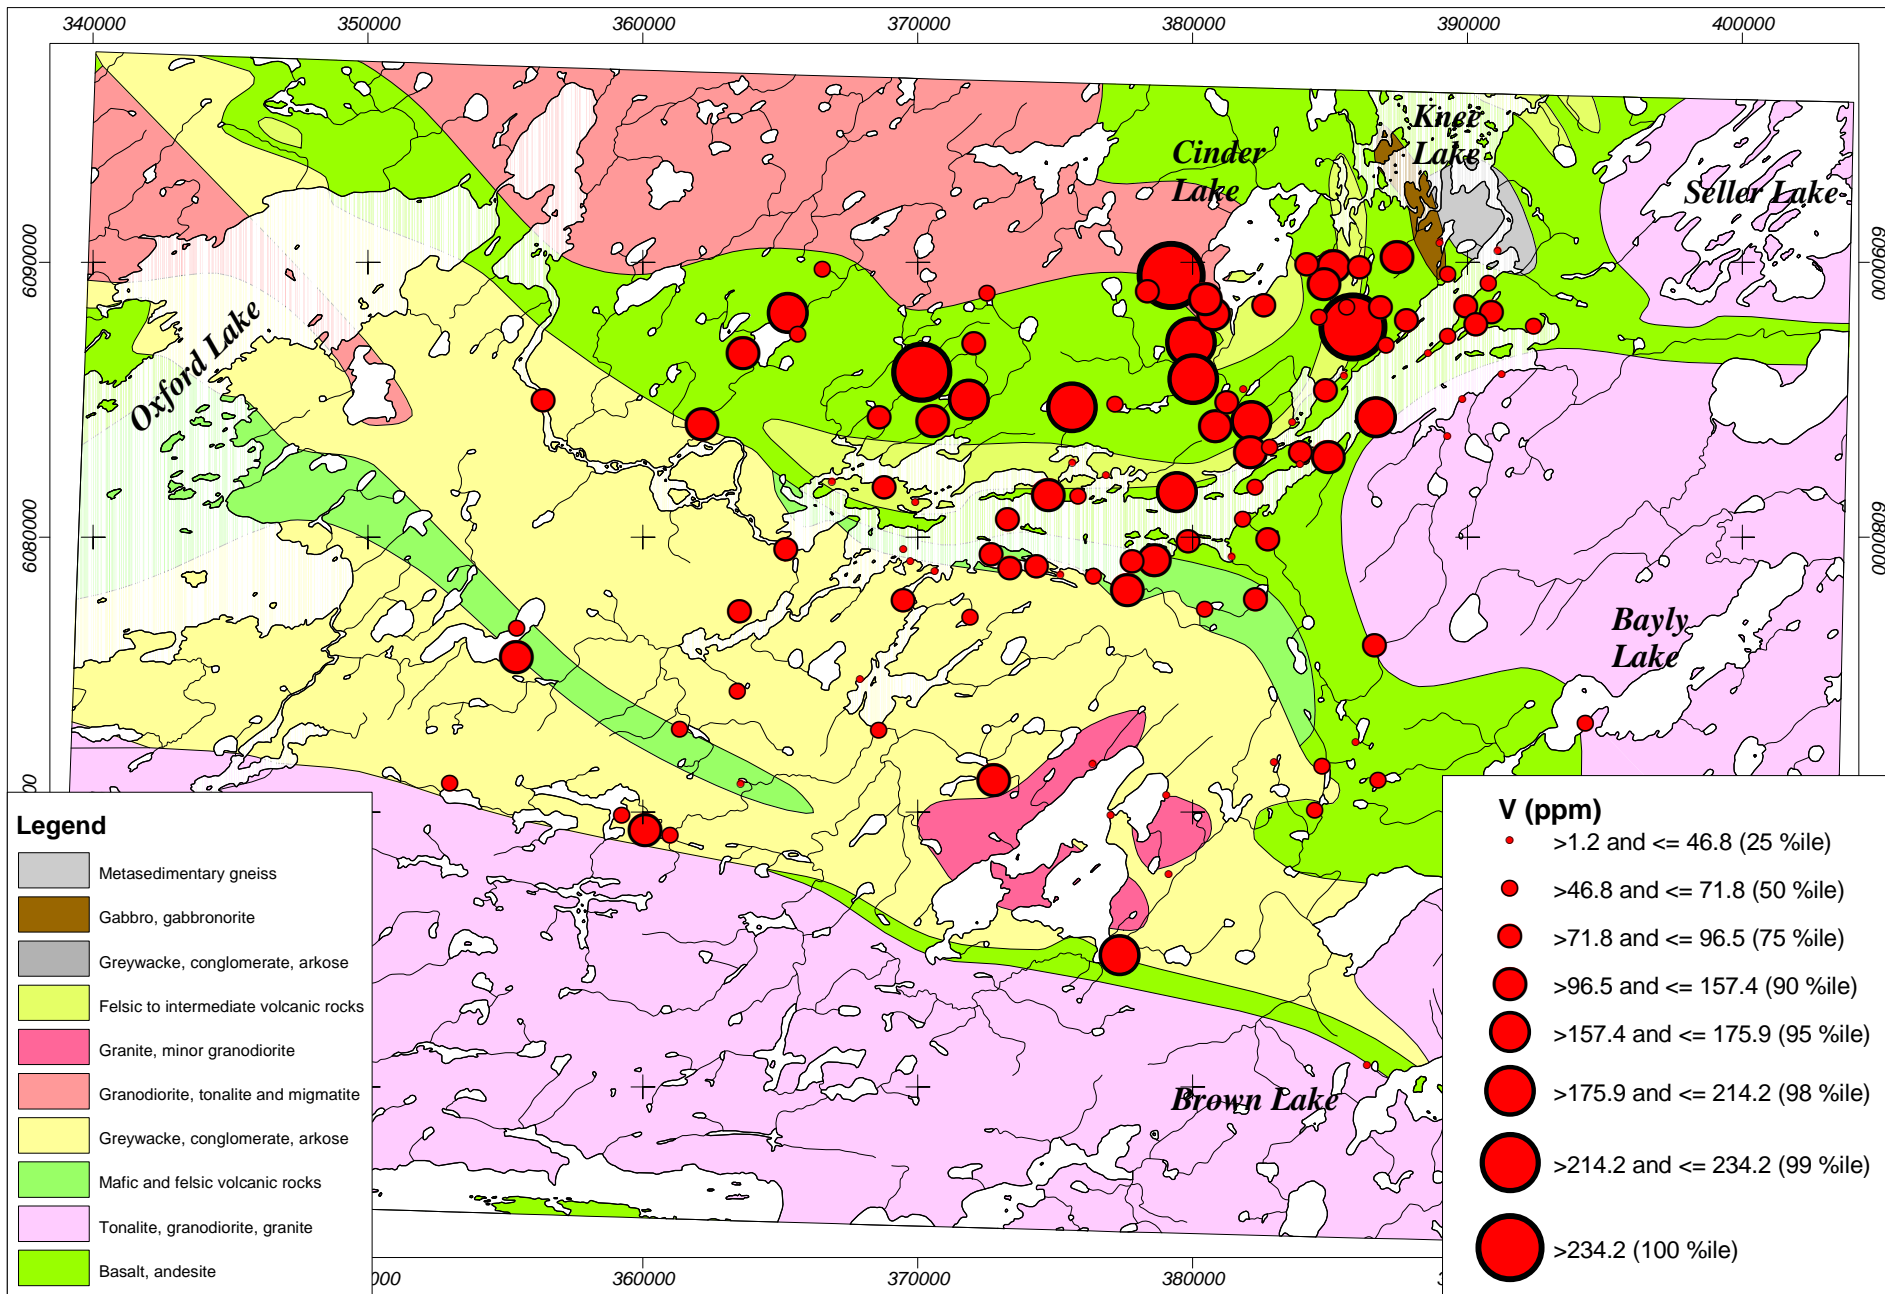 340000 350000 360000 370000 380000 390000 400000
Knee
Lake
Cinder
Lake
Seller Lake
6090000
6090000
Oxford Lake
6080000
6080000
Bayly
Lake
Brown Lake
Legend
Metasedimentary gneiss
Gabbro, gabbronorite
Greywacke, conglomerate, arkose
Felsic to intermediate volcanic rocks
Granite, minor granodiorite
Granodiorite, tonalite and migmatite
Greywacke, conglomerate, arkose
Mafic and felsic volcanic rocks
Tonalite, granodiorite, granite
Basalt, andesite
V (ppm)
>1.2 and <= 46.8 (25 %ile)
>46.8 and <= 71.8 (50 %ile)
>71.8 and <= 96.5 (75 %ile)
>96.5 and <= 157.4 (90 %ile)
>157.4 and <= 175.9 (95 %ile)
>175.9 and <= 214.2 (98 %ile)
>214.2 and <= 234.2 (99 %ile)
>234.2 (100 %ile)
360000 370000 380000